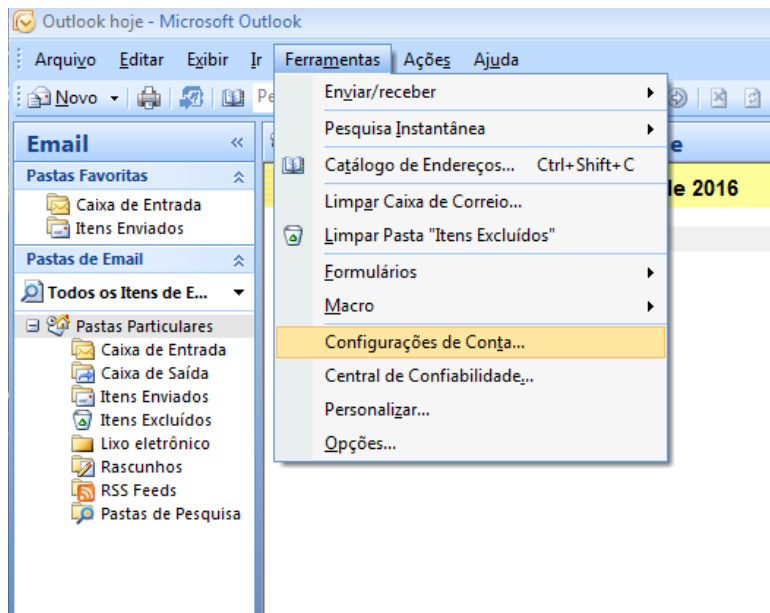 Outlook hoje - Microsoft Outlook
Arquivo Editar Exibir Ir Ferramentas Ações Ajuda
Novo
Enviar/receber
Pesquisa Instantânea
Catálogo de Endereços... Ctrl+Shift+C
Limpar Caixa de Correio...
Limpar Pasta "Itens Excluídos"
Formulários
Macro
Configurações de Conta...
Central de Confiabilidade...
Personalizar...
Opções...
Email
Pastas Favoritas
Caixa de Entrada
Itens Enviados
Pastas de Email
Todos os Itens de E...
Pastas Particulares
Caixa de Entrada
Caixa de Saída
Itens Enviados
Itens Excluídos
Lixo eletrônico
Rascunhos
RSS Feeds
Pastas de Pesquisa
2016